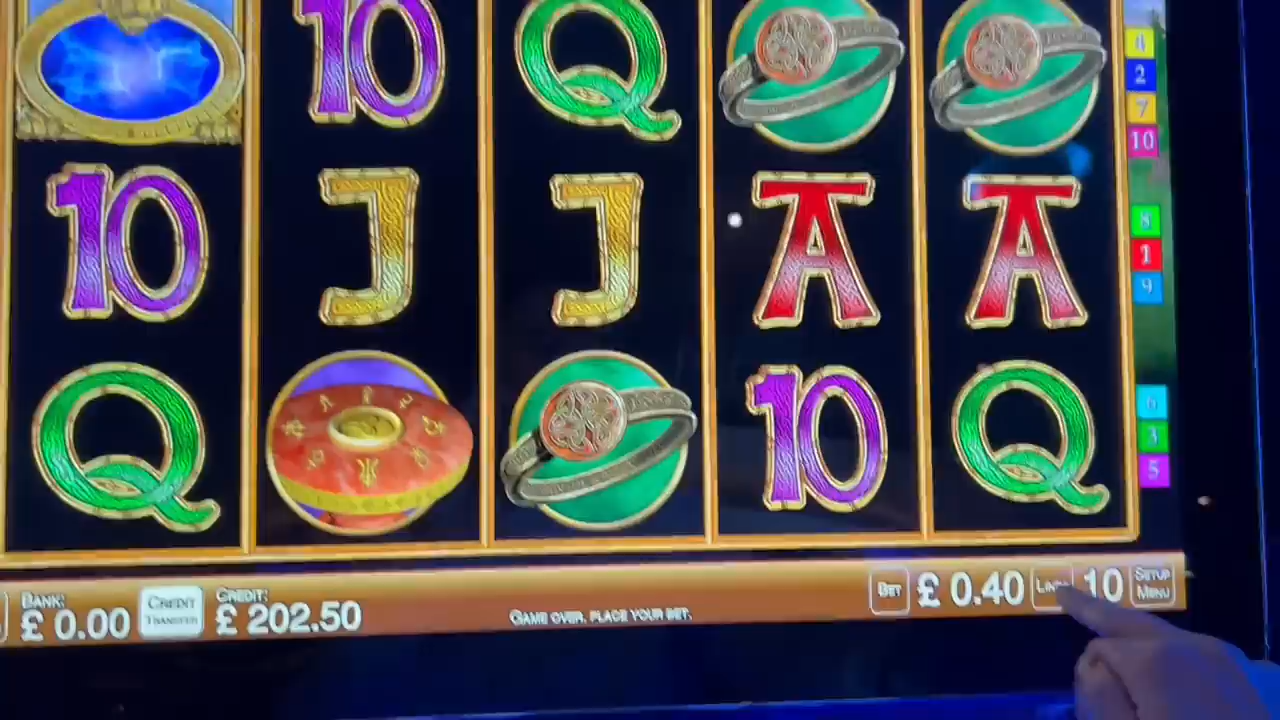 10 Q
4
2
7
10
10 J J A A
8
1
9
Q 10 Q
6
3
5
BANK:
£ 0.00
CREDIT
TRANSFER
CREDIT:
£ 202.50
GAME OVER. PLACE YOUR BET.
BET £ 0.40
10
SETUP
MENU